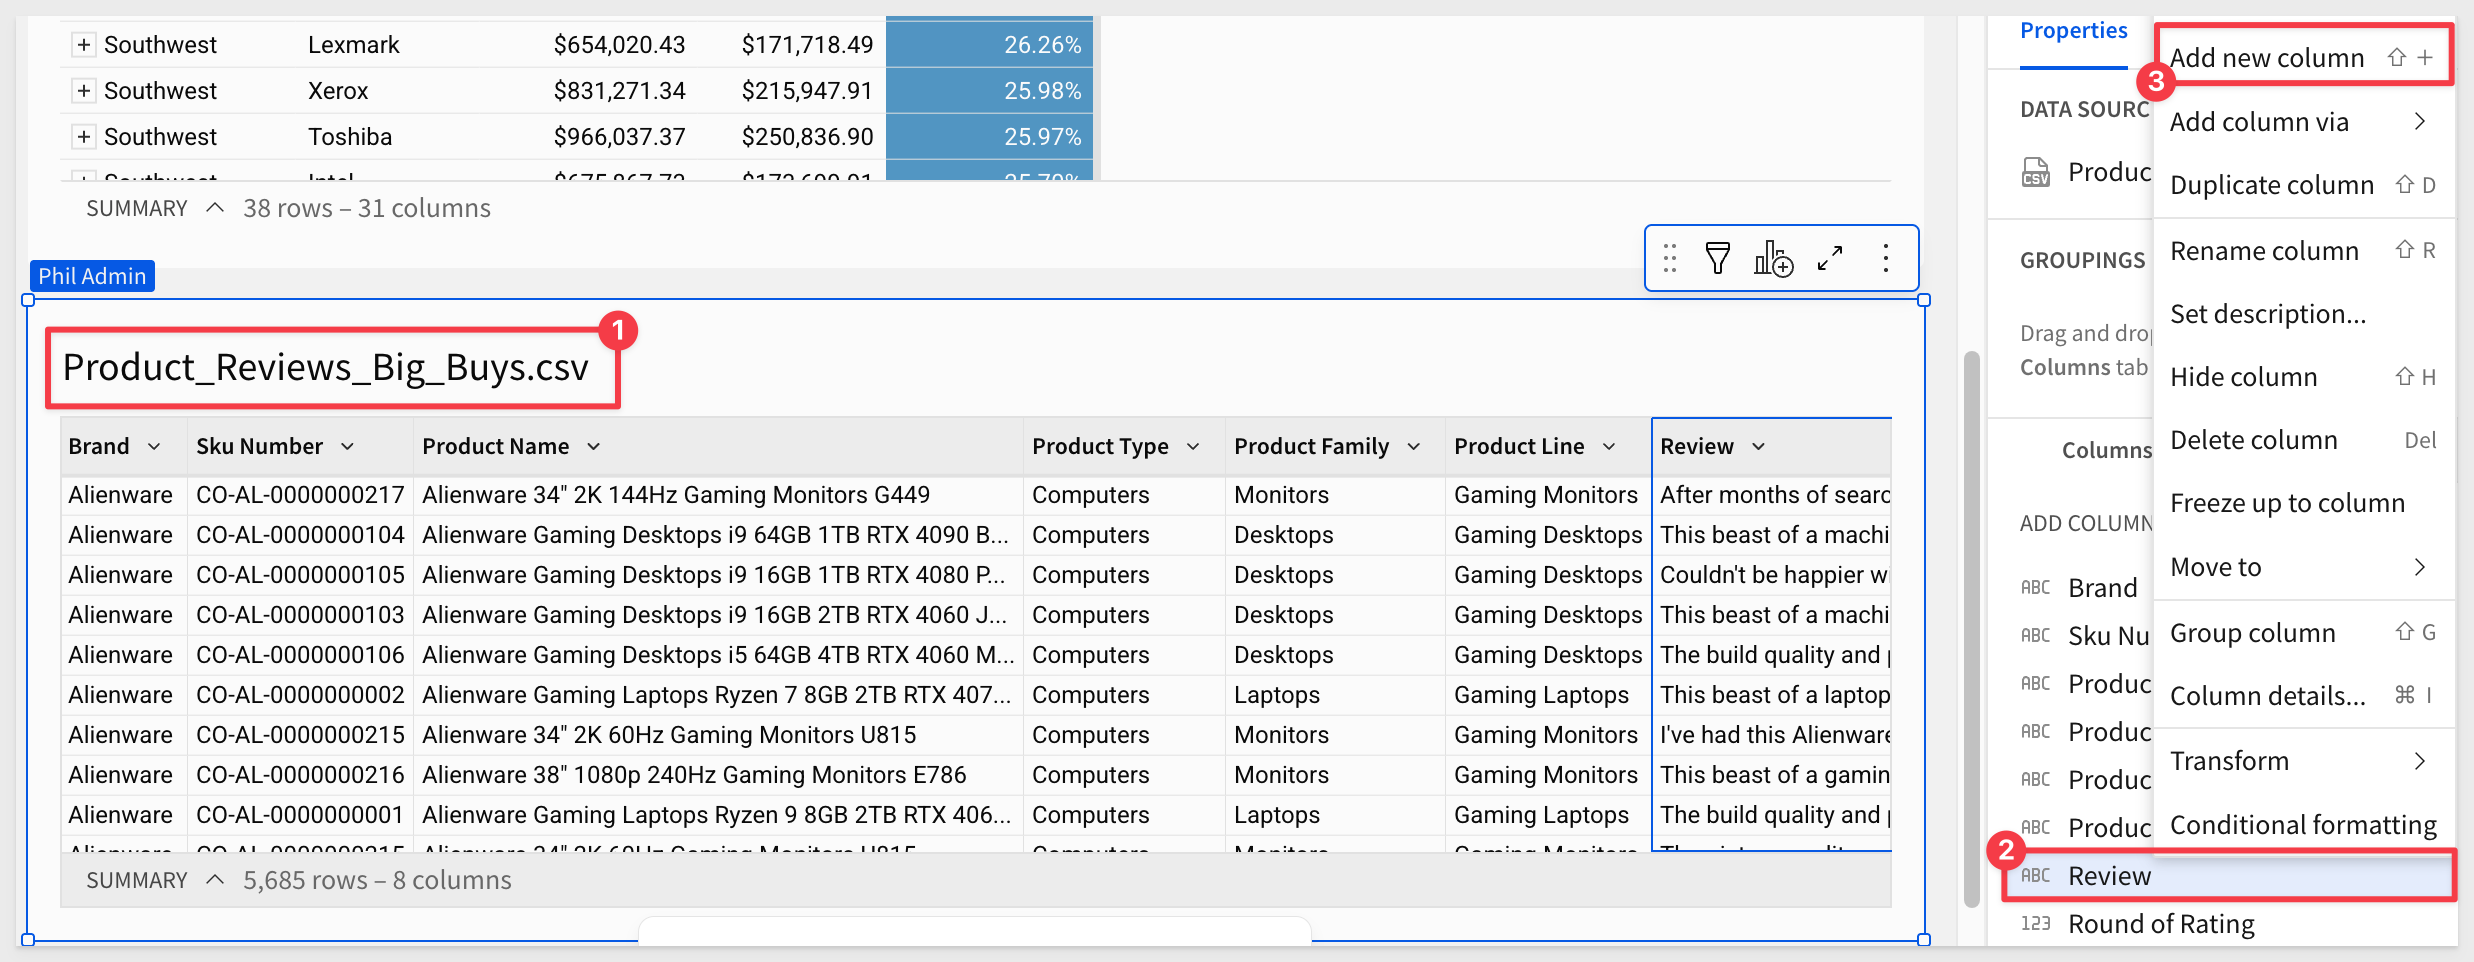 Southwest Lexmark $654,020.43 $171,718.49 26.26%
Southwest Xerox $831,271.34 $215,947.91 25.98%
Southwest Toshiba $966,037.37 $250,836.90 25.97%
SUMMARY 38 rows – 31 columns
Phil Admin
1
Product_Reviews_Big_Buys.csv
Brand Sku Number Product Name Product Type Product Family Product Line Review
Alienware CO-AL-0000000217 Alienware 34" 2K 144Hz Gaming Monitors G449 Computers Monitors Gaming Monitors After months of searc
Alienware CO-AL-0000000104 Alienware Gaming Desktops i9 64GB 1TB RTX 4090 B... Computers Desktops Gaming Desktops This beast of a machi
Alienware CO-AL-0000000105 Alienware Gaming Desktops i9 16GB 1TB RTX 4080 P... Computers Desktops Gaming Desktops Couldn't be happier w
Alienware CO-AL-0000000103 Alienware Gaming Desktops i9 16GB 2TB RTX 4060 J... Computers Desktops Gaming Desktops This beast of a machi
Alienware CO-AL-0000000106 Alienware Gaming Desktops i5 64GB 4TB RTX 4060 M... Computers Desktops Gaming Desktops The build quality and
Alienware CO-AL-0000000002 Alienware Gaming Laptops Ryzen 7 8GB 2TB RTX 407... Computers Laptops Gaming Laptops This beast of a laptop
Alienware CO-AL-0000000215 Alienware 34" 2K 60Hz Gaming Monitors U815 Computers Monitors Gaming Monitors I've had this Alienware
Alienware CO-AL-0000000216 Alienware 38" 1080p 240Hz Gaming Monitors E786 Computers Monitors Gaming Monitors This beast of a gamin
Alienware CO-AL-0000000001 Alienware Gaming Laptops Ryzen 9 8GB 2TB RTX 406... Computers Laptops Gaming Laptops The build quality and
SUMMARY 5,685 rows – 8 columns
Properties
DATA SOURC
CSV Produc
GROUPINGS
Drag and drop
Columns tab
Columns
ADD COLUMN
ABC Brand
ABC Sku Nu
ABC Produc
ABC Produc
ABC Produc
ABC Produc
2
ABC Review
123 Round of Rating
3
Add new column ⇧ +
Add column via
Duplicate column ⇧ D
Rename column ⇧ R
Set description...
Hide column ⇧ H
Delete column Del
Freeze up to column
Move to
Group column ⇧ G
Column details... ⌘ I
Transform
Conditional formatting